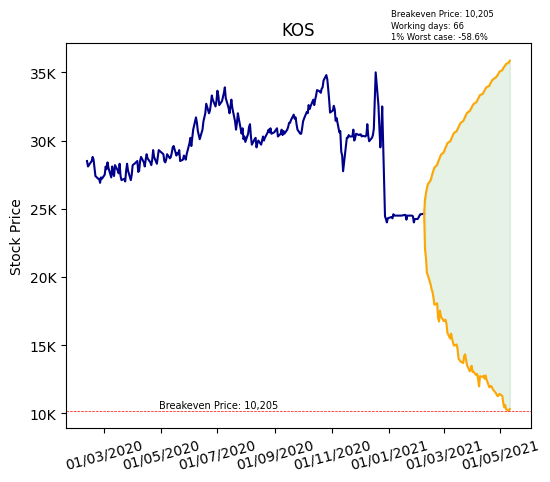 Breakeven Price: 10,205
Working days: 66
1% Worst case: -58.6%
KOS
Stock Price
35K
30K
25K
20K
15K
10K
Breakeven Price: 10,205
01/03/2020
01/05/2020
01/07/2020
01/09/2020
01/11/2020
01/01/2021
01/03/2021
01/05/2021